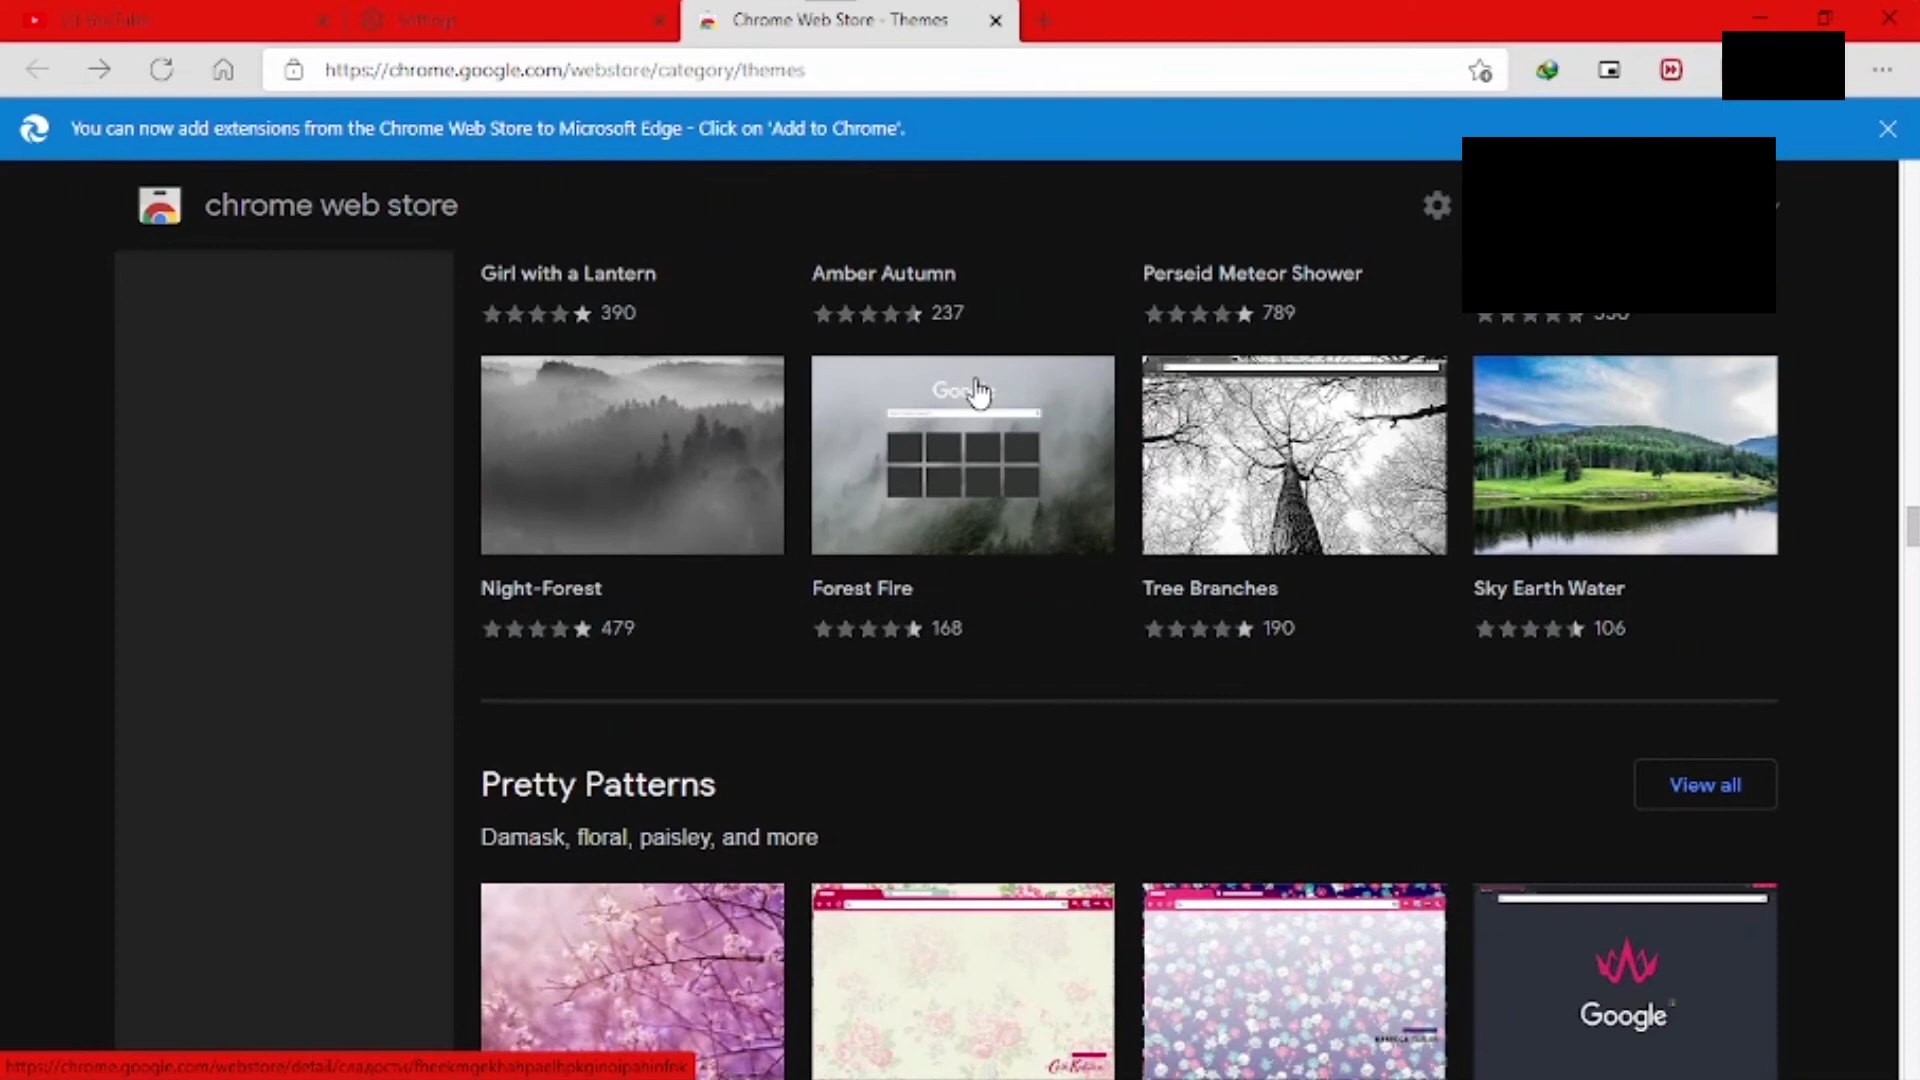 Settings
Chrome Web Store - Themes
https://chrome.google.com/webstore/category/themes
You can now add extensions from the Chrome Web Store to Microsoft Edge - Click on 'Add to Chrome'.
chrome web store
Girl with a Lantern
Amber Autumn
Perseid Meteor Shower
390
237
789
Night-Forest
Forest Fire
Tree Branches
Sky Earth Water
479
168
190
106
Pretty Patterns
View all
Damask, floral, paisley, and more
Google
Cath Kidston